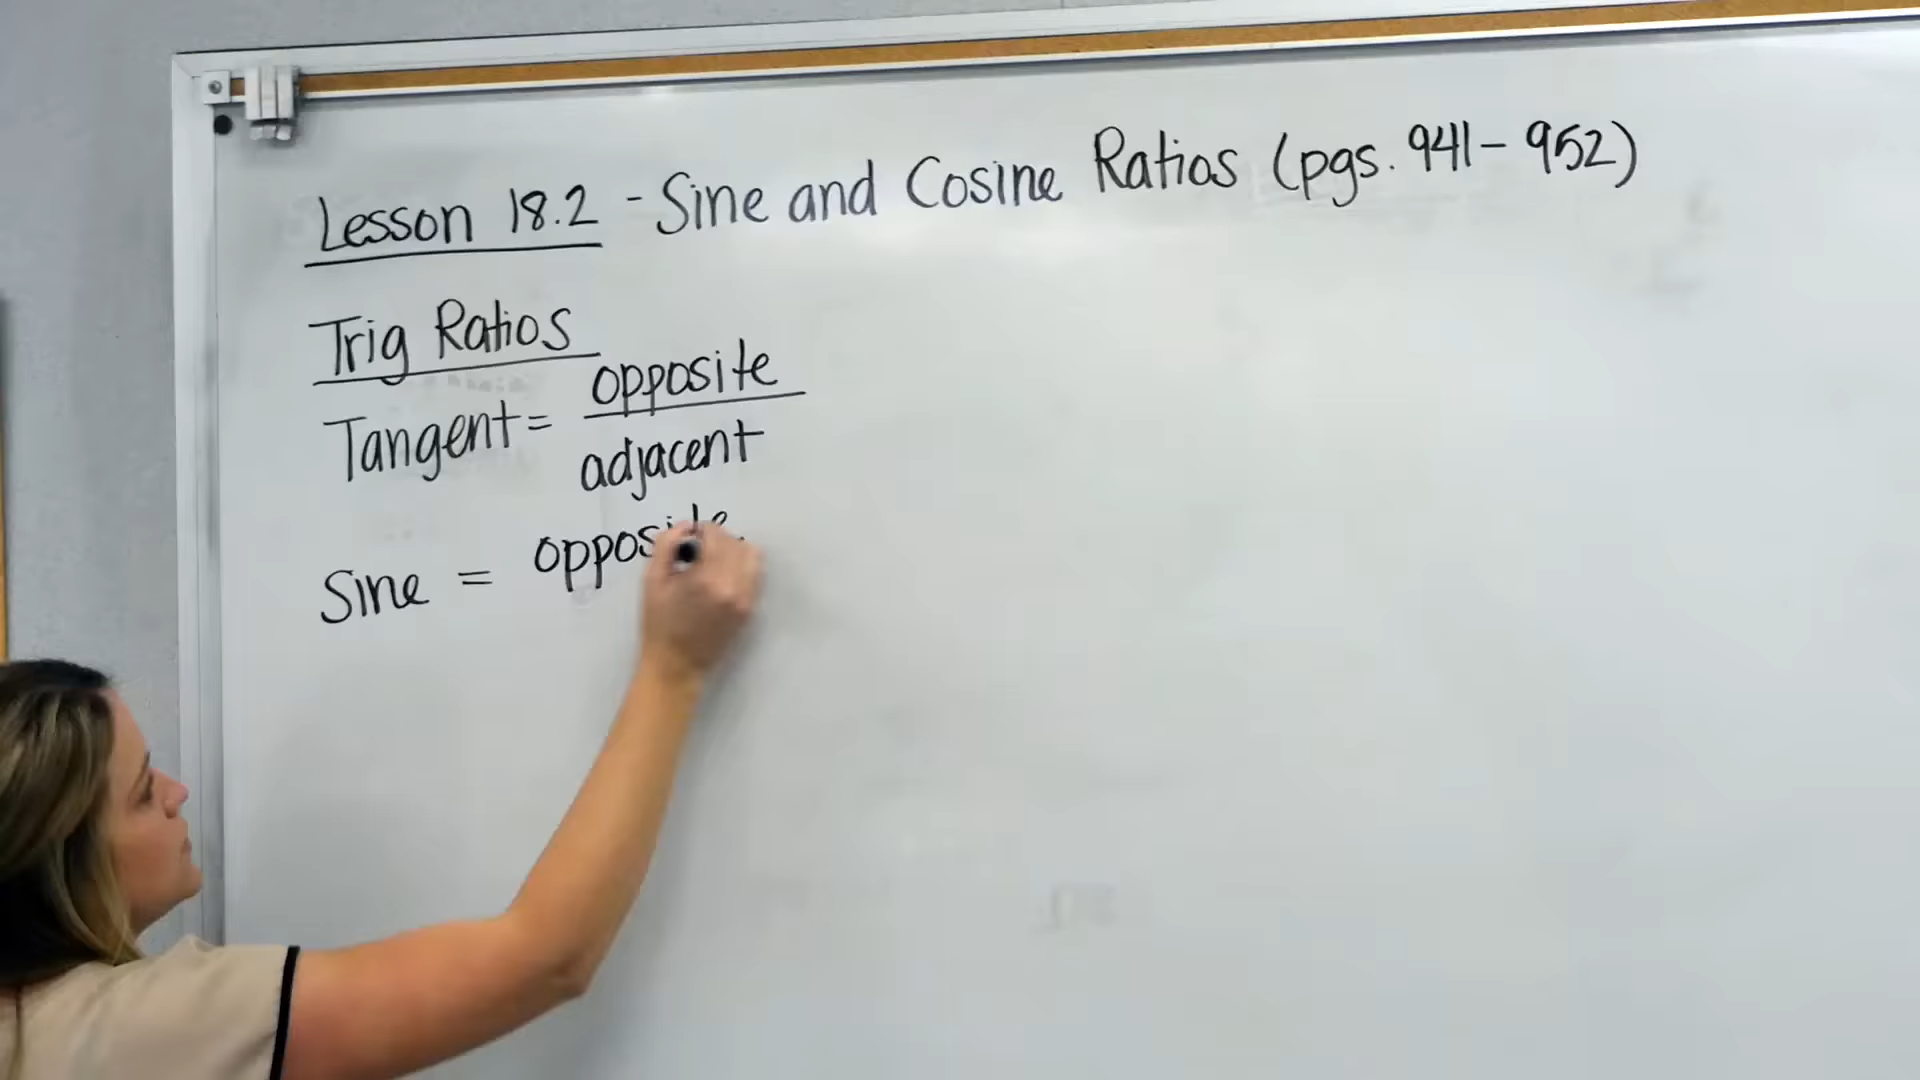 Lesson 18.2 - Sine and Cosine Ratios (pgs. 941 - 952)
Trig Ratios
Tangent = opposite
adjacent
Sine = opposite